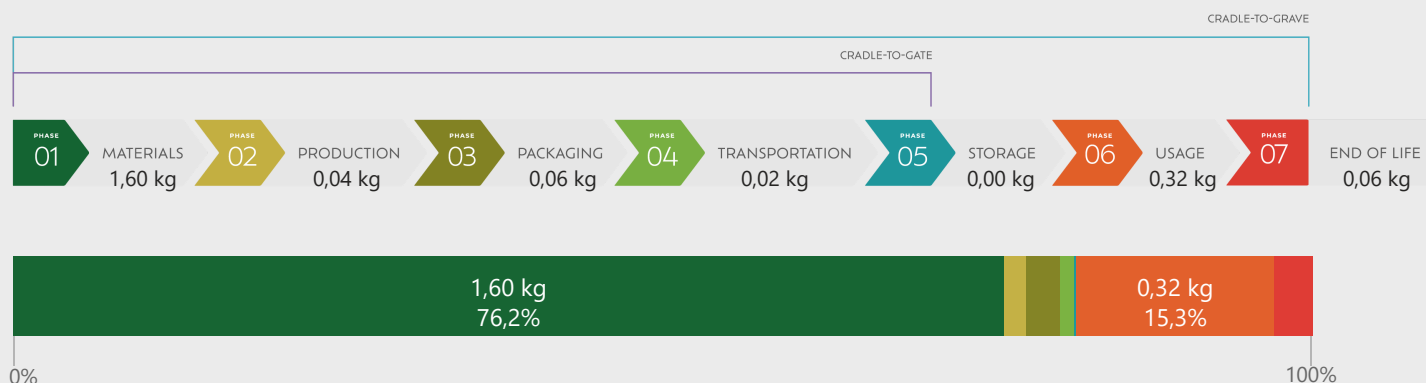 CRADLE-TO-GRAVE
CRADLE-TO-GATE
PHASE
01
MATERIALS
1,60 kg
PHASE
02
PRODUCTION
0,04 kg
PHASE
03
PACKAGING
0,06 kg
PHASE
04
TRANSPORTATION
0,02 kg
PHASE
05
STORAGE
0,00 kg
PHASE
06
USAGE
0,32 kg
PHASE
07
END OF LIFE
0,06 kg
1,60 kg
76,2%
0,32 kg
15,3%
0%
100%